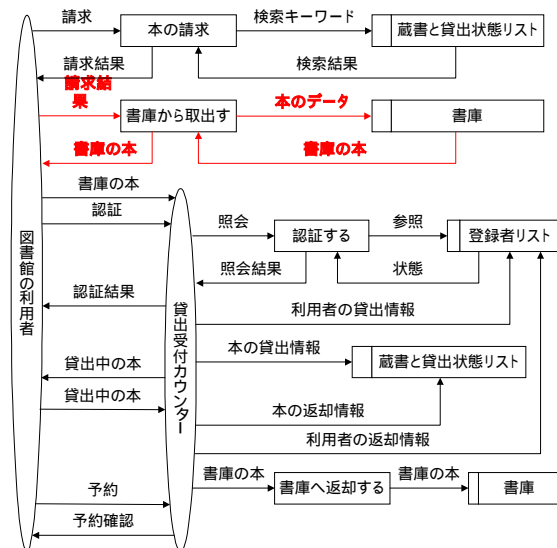 請求
本の請求
検索キーワード
蔵書と貸出状態リスト
請求結果
検索結果
請求結
果
書庫から取出す
本のデータ
書庫
書庫の本
書庫の本
書庫の本
認証
照会
認証する
参照
登録者リスト
照会結果
状態
図書館の利用者
認証結果
貸出受付カウンター
利用者の貸出情報
本の貸出情報
蔵書と貸出状態リスト
貸出中の本
貸出中の本
本の返却情報
利用者の返却情報
書庫の本
書庫へ返却する
書庫の本
書庫
予約
予約確認